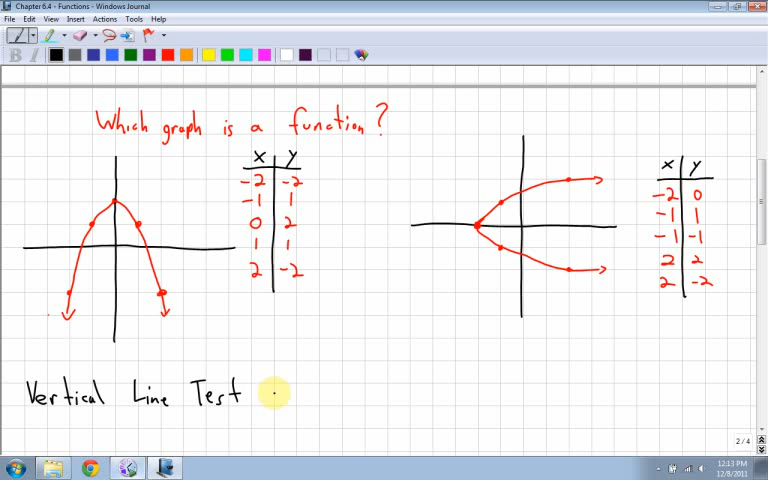 Chapter 6.4 - Functions - Windows Journal
File Edit View Insert Actions Tools Help
B I
Which graph is a function?
x y
-2 -2
-1 1
0 2
1 1
2 -2
x y
-2 0
-1 1
-1 -1
2 2
2 -2
Vertical Line Test
2 / 4
12:13 PM
12/8/2011